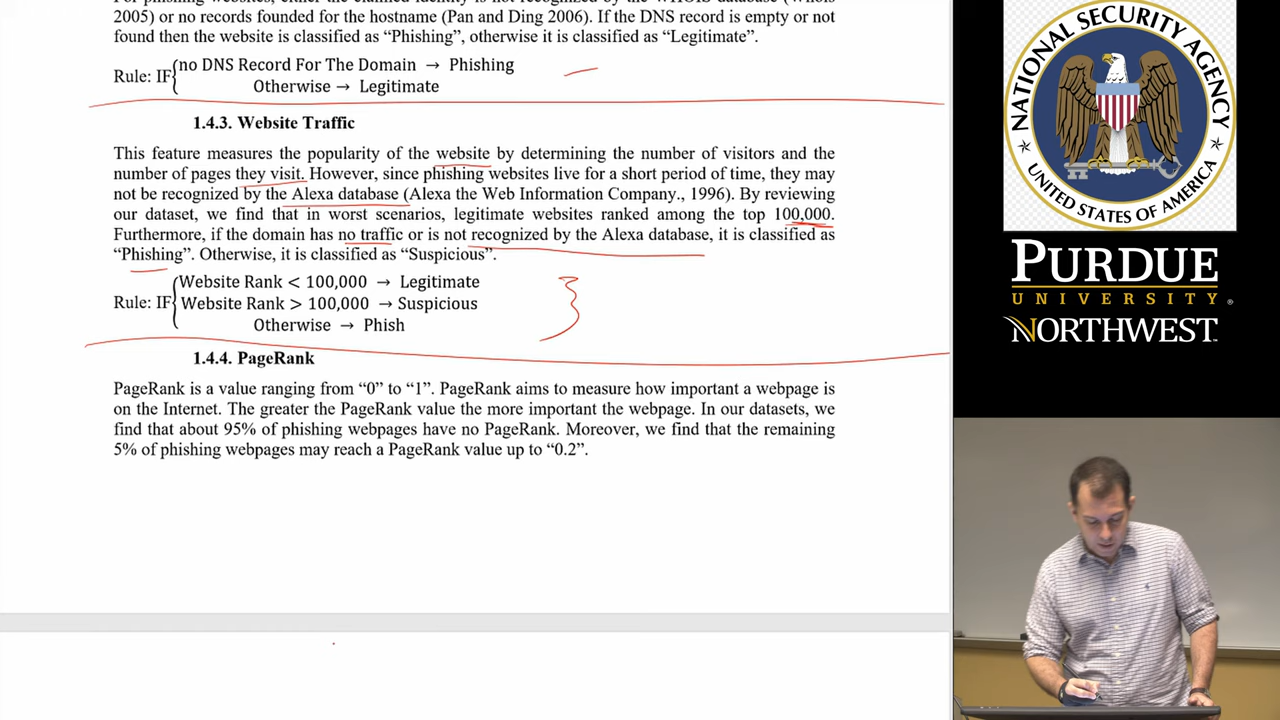 For phishing websites, either the claimed identity is not recognized by the WHOIS database (Whois
2005) or no records founded for the hostname (Pan and Ding 2006). If the DNS record is empty or not
found then the website is classified as “Phishing”, otherwise it is classified as “Legitimate”.
Rule: IF{no DNS Record For The Domain → Phishing
Otherwise → Legitimate
1.4.3. Website Traffic
This feature measures the popularity of the website by determining the number of visitors and the
number of pages they visit. However, since phishing websites live for a short period of time, they may
not be recognized by the Alexa database (Alexa the Web Information Company., 1996). By reviewing
our dataset, we find that in worst scenarios, legitimate websites ranked among the top 100,000.
Furthermore, if the domain has no traffic or is not recognized by the Alexa database, it is classified as
“Phishing”. Otherwise, it is classified as “Suspicious”.
Website Rank < 100,000 → Legitimate
Rule: IF{Website Rank > 100,000 → Suspicious
Otherwise → Phish
1.4.4. PageRank
PageRank is a value ranging from “0” to “1”. PageRank aims to measure how important a webpage is
on the Internet. The greater the PageRank value the more important the webpage. In our datasets, we
find that about 95% of phishing webpages have no PageRank. Moreover, we find that the remaining
5% of phishing webpages may reach a PageRank value up to “0.2”.
NATIONAL SECURITY AGENCY
UNITED STATES OF AMERICA
PURDUE
UNIVERSITY®
NORTHWEST